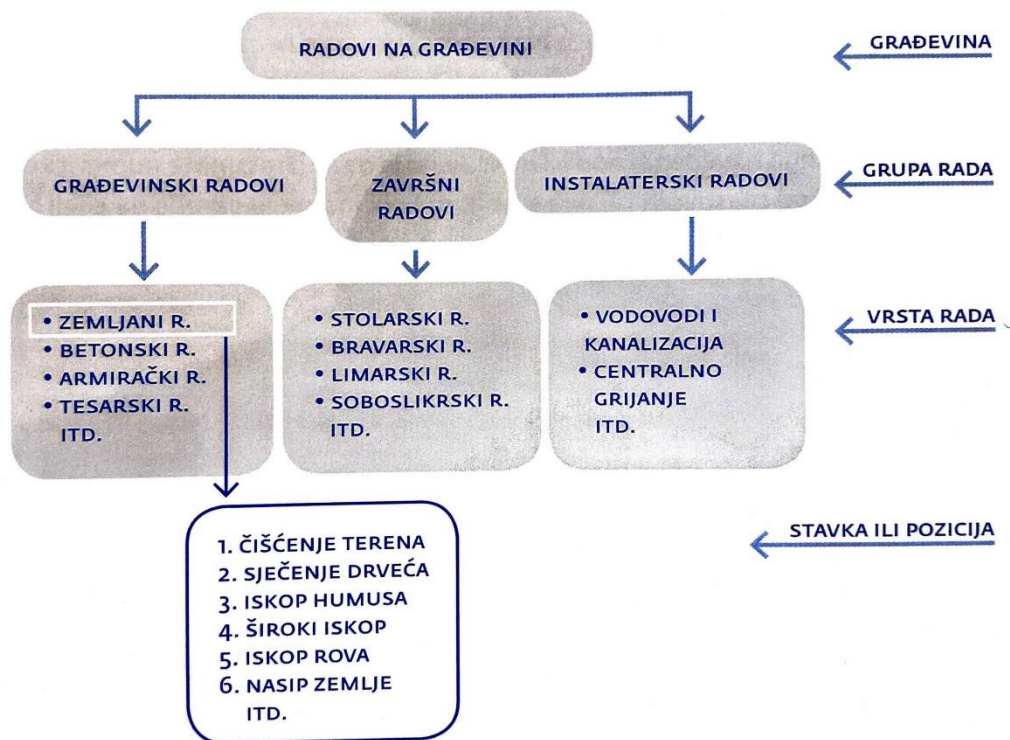 RADOVI NA GRAĐEVINI
GRAĐEVINA
GRAĐEVINSKI RADOVI
ZAVRŠNI
RADOVI
INSTALATERSKI RADOVI
GRUPA RADA
• ZEMLJANI R.
• BETONSKI R.
• ARMIRAČKI R.
• TESARSKI R.
ITD.
• STOLARSKI R.
• BRAVARSKI R.
• LIMARSKI R.
• SOBOSLIKRSKI R.
ITD.
• VODOVODI I
KANALIZACIJA
• CENTRALNO
GRIJANJE
ITD.
VRSTA RADA
1. ČIŠĆENJE TERENA
2. SJEČENJE DRVEĆA
3. ISKOP HUMUSA
4. ŠIROKI ISKOP
5. ISKOP ROVA
6. NASIP ZEMLJE
ITD.
STAVKA ILI POZICIJA